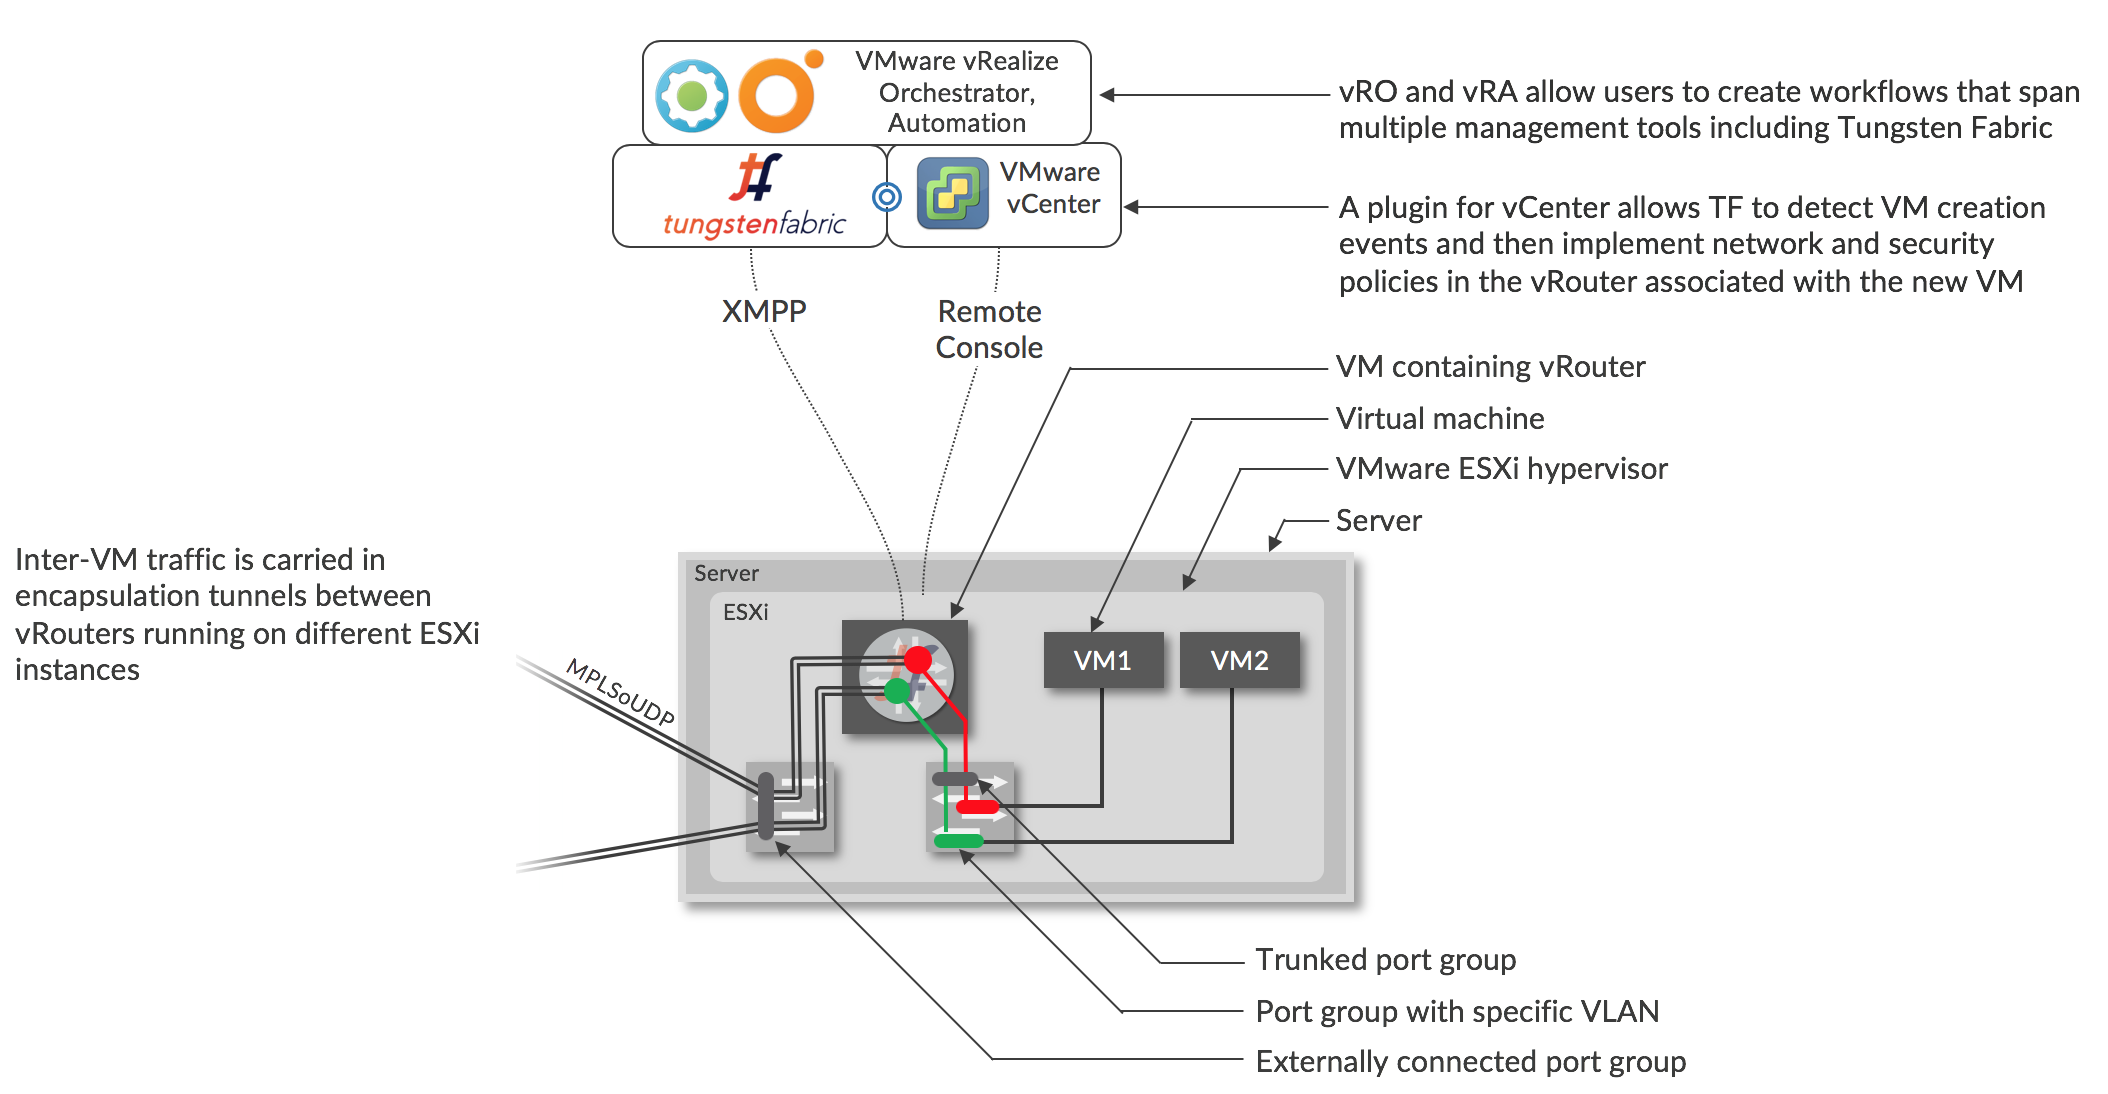 VMware vRealize
Orchestrator,
Automation
vRO and vRA allow users to create workflows that span
multiple management tools including Tungsten Fabric
tungstenfabric
VMware
vCenter
A plugin for vCenter allows TF to detect VM creation
events and then implement network and security
policies in the vRouter associated with the new VM
XMPP
Remote
Console
VM containing vRouter
Virtual machine
VMware ESXi hypervisor
Server
Inter-VM traffic is carried in
encapsulation tunnels between
vRouters running on different ESXi
instances
MPLSoUDP
Server
ESXi
VM1
VM2
Trunked port group
Port group with specific VLAN
Externally connected port group